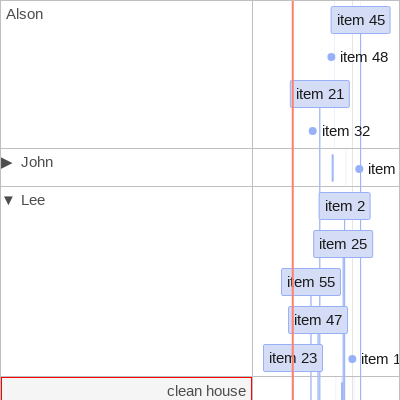 Alson
item 45
item 48
item 21
item 32
▶ John
item
▼ Lee
item 2
item 25
item 55
item 47
item 23
item 1
clean house